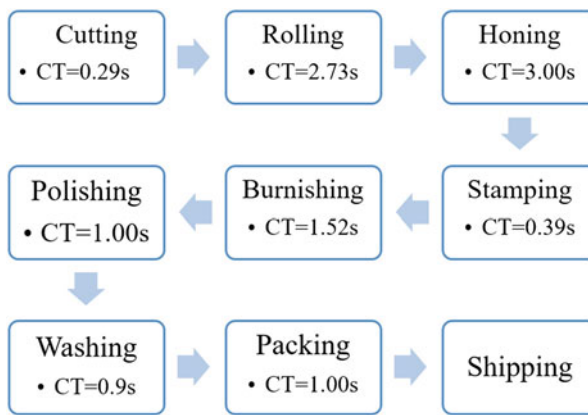 Cutting
• CT=0.29s
Rolling
• CT=2.73s
Honing
• CT=3.00s
Stamping
• CT=0.39s
Burnishing
• CT=1.52s
Polishing
• CT=1.00s
Washing
• CT=0.9s
Packing
• CT=1.00s
Shipping